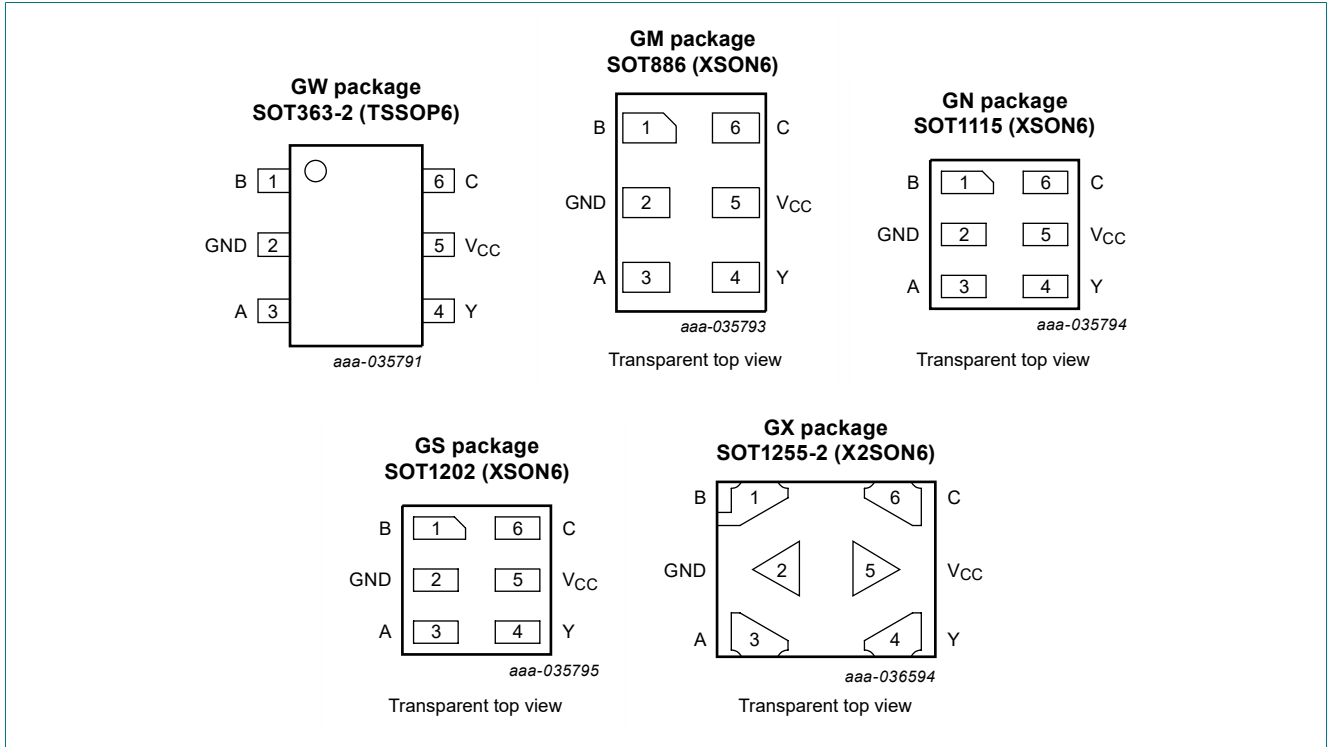 GW package
SOT363-2 (TSSOP6)
B 1 6 C
GND 2 5 VCC
A 3 4 Y
aaa-035791
GM package
SOT886 (XSON6)
B 1 6 C
GND 2 5 VCC
A 3 4 Y
aaa-035793
Transparent top view
GN package
SOT1115 (XSON6)
B 1 6 C
GND 2 5 VCC
A 3 4 Y
aaa-035794
Transparent top view
GS package
SOT1202 (XSON6)
B 1 6 C
GND 2 5 VCC
A 3 4 Y
aaa-035795
Transparent top view
GX package
SOT1255-2 (X2SON6)
B 1 6 C
GND 2 5 VCC
A 3 4 Y
aaa-036594
Transparent top view